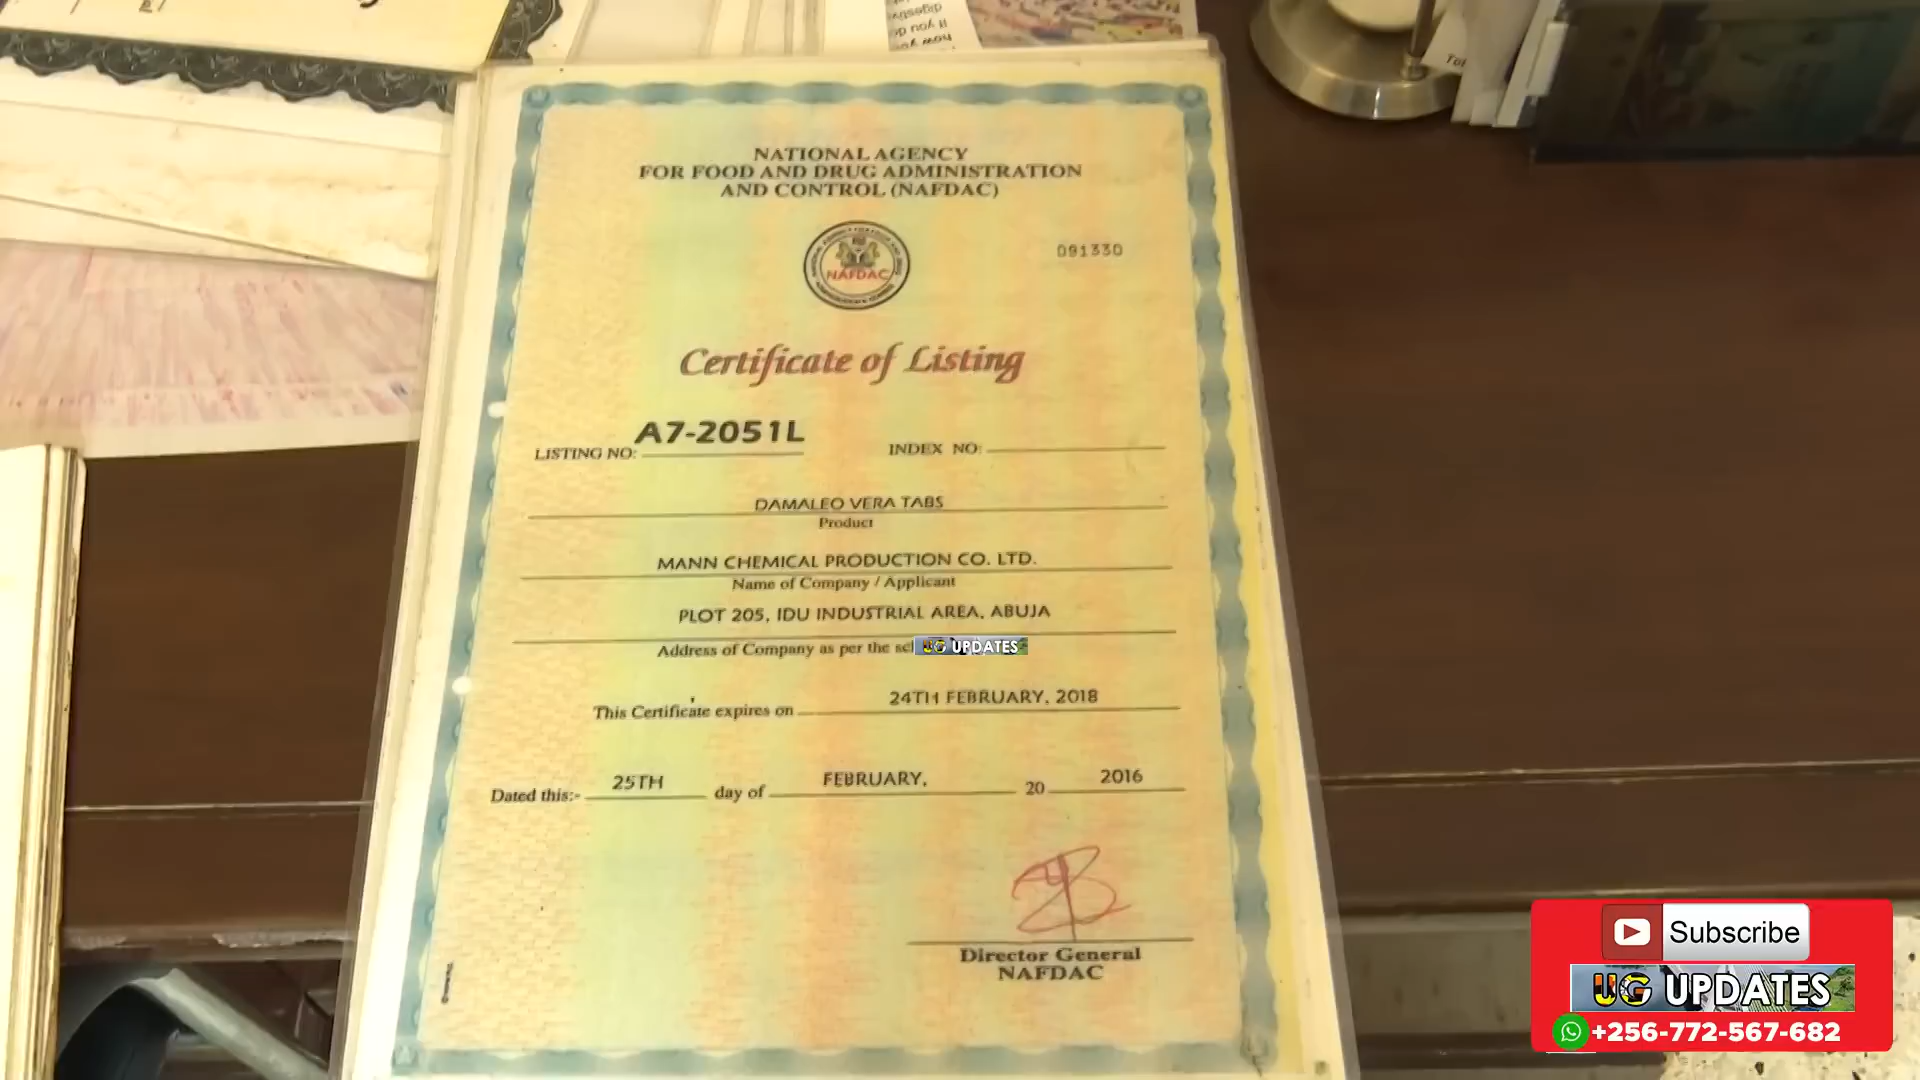 NATIONAL AGENCY
FOR FOOD AND DRUG ADMINISTRATION
AND CONTROL (NAFDAC)
NAFDAC
091330
Certificate of Listing
LISTING NO: A7-2051L INDEX NO:
DAMALEO VERA TABS
Product
MANN CHEMICAL PRODUCTION CO. LTD.
Name of Company / Applicant
PLOT 205, IDU INDUSTRIAL AREA, ABUJA
Address of Company as per the
UG UPDATES
This Certificate expires on 24TH FEBRUARY, 2018
Dated this:- 25TH day of FEBRUARY, 20 2016
Director General
NAFDAC
Subscribe
UG UPDATES
+256-772-567-682